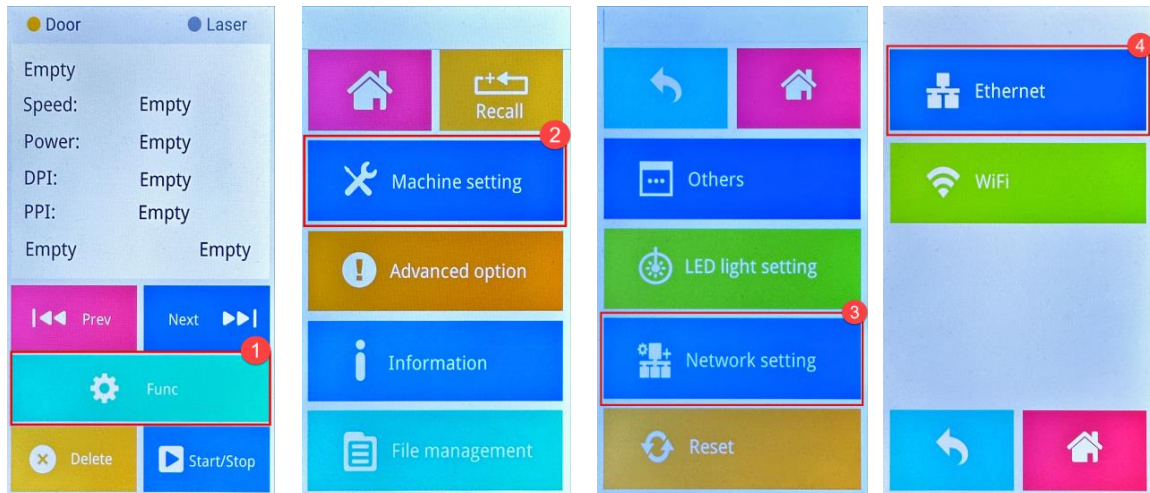 Door Laser
Empty
Speed: Empty
Power: Empty
DPI: Empty
PPI: Empty
Empty Empty
Prev Next
1
Func
Delete Start/Stop
Recall
2
Machine setting
Advanced option
Information
File management
Others
LED light setting
3
Network setting
Reset
4
Ethernet
WiFi